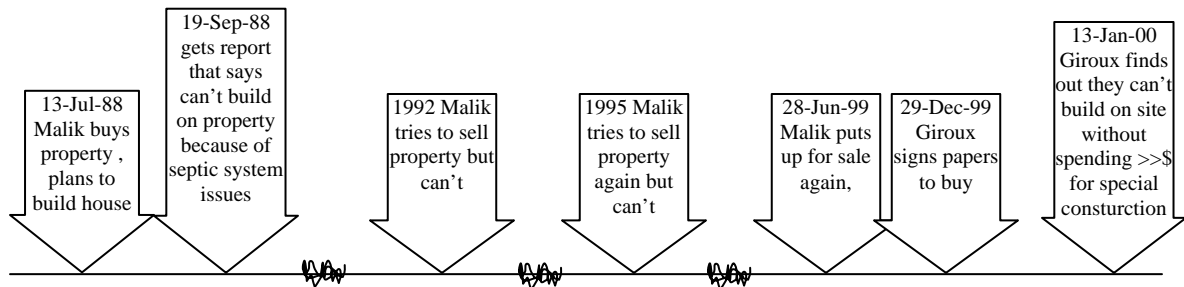 13-Jul-88
Malik buys
property ,
plans to
build house
19-Sep-88
gets report
that says
can’t build
on property
because of
septic system
issues
1992 Malik
tries to sell
property but
can’t
1995 Malik
tries to sell
property
again but
can’t
28-Jun-99
Malik puts
up for sale
again,
29-Dec-99
Giroux
signs papers
to buy
13-Jan-00
Giroux finds
out they can’t
build on site
without
spending >>$
for special
consturction